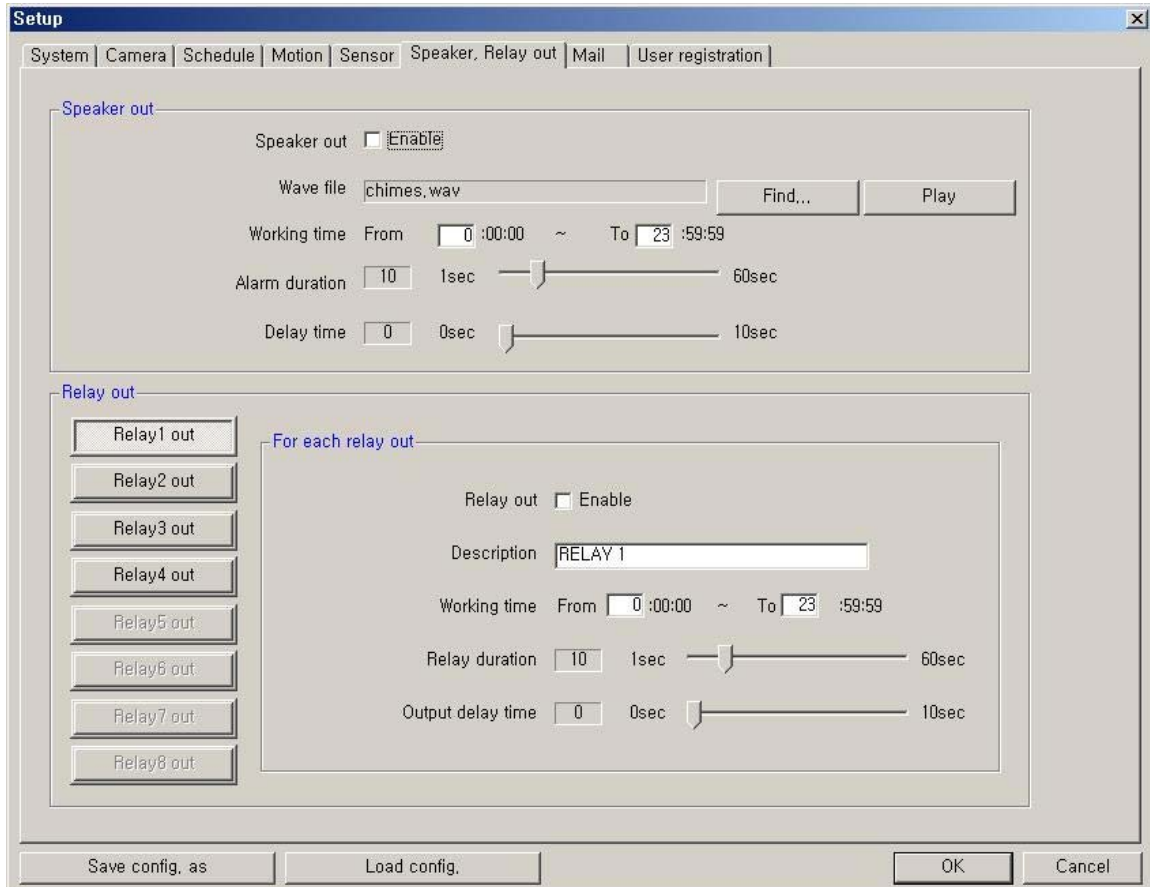 Setup
System Camera Schedule Motion Sensor Speaker, Relay out Mail User registration
Speaker out
Speaker out Enable
Wave file chimes,wav Find,,, Play
Working time From 0 :00:00 ~ To 23 :59:59
Alarm duration 10 1sec 60sec
Delay time 0 0sec 10sec
Relay out
Relay1 out
Relay2 out
Relay3 out
Relay4 out
Relay5 out
Relay6 out
Relay7 out
Relay8 out
For each relay out
Relay out Enable
Description RELAY 1
Working time From 0 :00:00 ~ To 23 :59:59
Relay duration 10 1sec 60sec
Output delay time 0 0sec 10sec
Save config, as Load config, OK Cancel